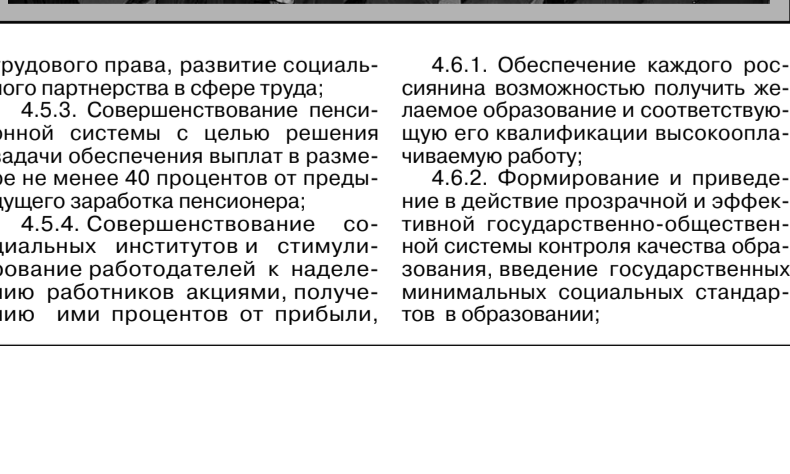 трудового права, развитие социаль-
ного партнерства в сфере труда;
4.5.3. Совершенствование пенси-
онной системы с целью решения
задачи обеспечения выплат в разме-
ре не менее 40 процентов от преды-
дущего заработка пенсионера;
4.5.4. Совершенствование со-
циальных институтов и стимули-
рование работодателей к наделе-
нию работников акциями, получе-
нию ими процентов от прибыли,
4.6.1. Обеспечение каждого рос-
сиянина возможностью получить же-
лаемое образование и соответствую-
щую его квалификации высокоопла-
чиваемую работу;
4.6.2. Формирование и приведе-
ние в действие прозрачной и эффек-
тивной государственно-обществен-
ной системы контроля качества обра-
зования, введение государственных
минимальных социальных стандар-
тов в образовании;